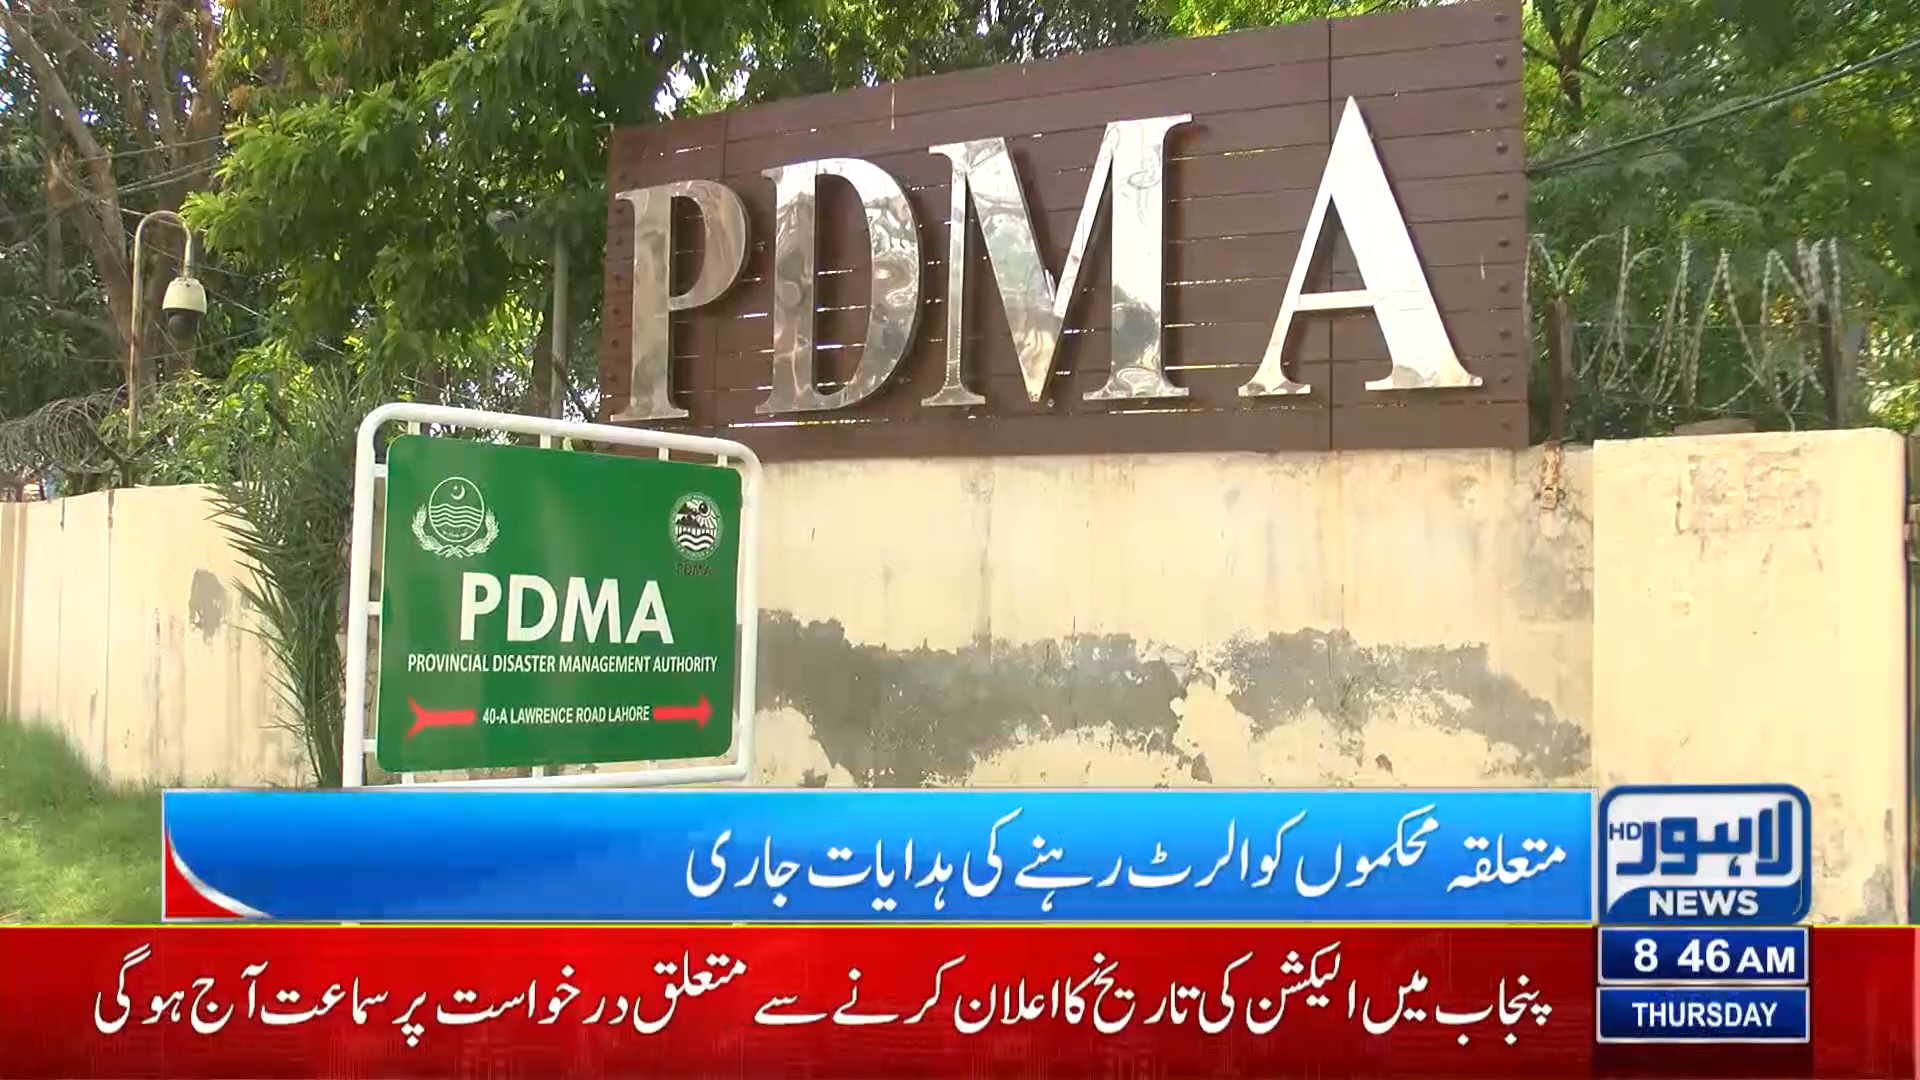 PDMA
PDMA
PDMA
PROVINCIAL DISASTER MANAGEMENT AUTHORITY
40-A LAWRENCE ROAD LAHORE
متعلقہ محکموں کو الرٹ رہنے کی ہدایات جاری
لاہور HD
NEWS
پنجاب میں الیکشن کی تاریخ کا اعلان کرنے سے متعلق درخواست پر سماعت آج ہوگی
8 46 AM
THURSDAY